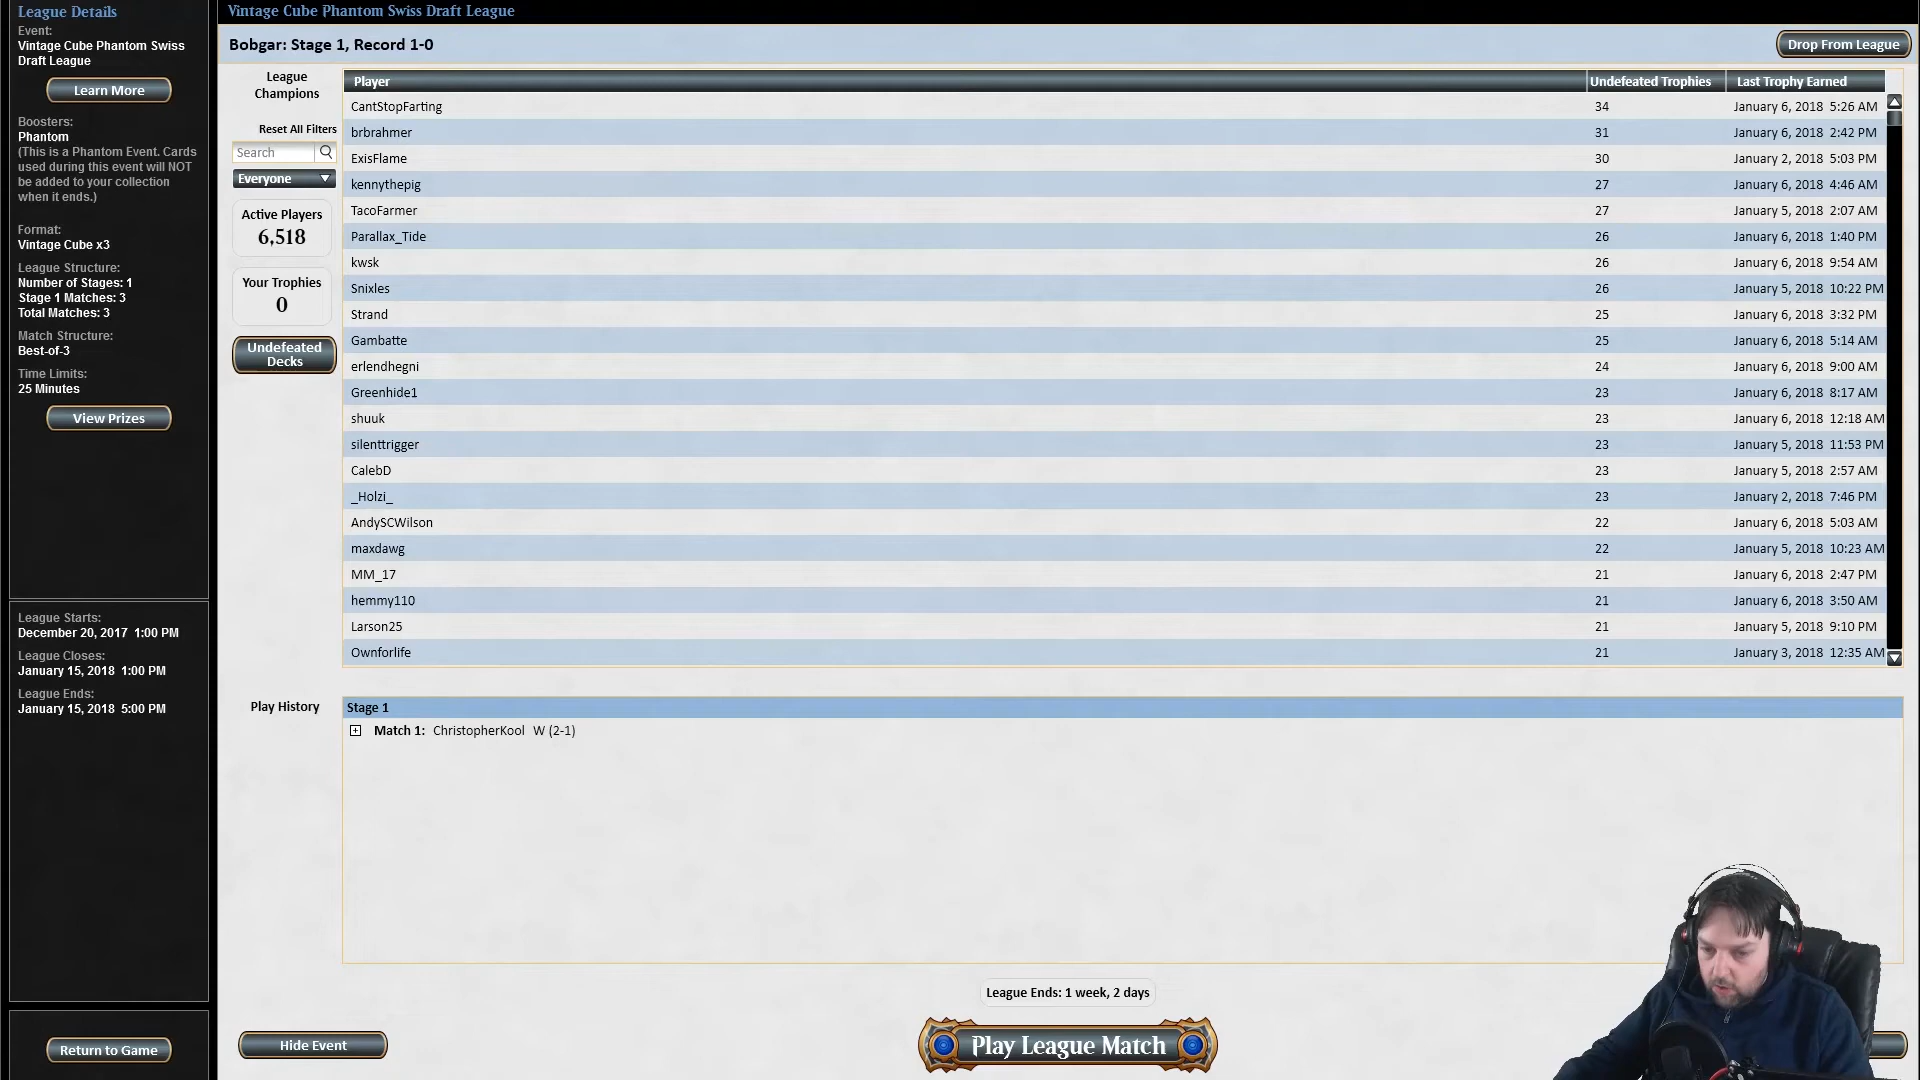 League Details
Event:
Vintage Cube Phantom Swiss
Draft League
Learn More
Boosters:
Phantom
(This is a Phantom Event. Cards
used during this event will NOT
be added to your collection
when it ends.)
Format:
Vintage Cube x3
League Structure:
Number of Stages: 1
Stage 1 Matches: 3
Total Matches: 3
Match Structure:
Best-of-3
Time Limits:
25 Minutes
View Prizes
League Starts:
December 20, 2017 1:00 PM
League Closes:
January 15, 2018 1:00 PM
League Ends:
January 15, 2018 5:00 PM
Return to Game
Vintage Cube Phantom Swiss Draft League
Bobgar: Stage 1, Record 1-0
Drop From League
League
Champions
Reset All Filters
Search
Everyone
Active Players
6,518
Your Trophies
0
Undefeated
Decks
Player Undefeated Trophies Last Trophy Earned
CantStopFarting 34 January 6, 2018 5:26 AM
brbrahmer 31 January 6, 2018 2:42 PM
ExisFlame 30 January 2, 2018 5:03 PM
kennythepig 27 January 6, 2018 4:46 AM
TacoFarmer 27 January 5, 2018 2:07 AM
Parallax_Tide 26 January 6, 2018 1:40 PM
kwsk 26 January 6, 2018 9:54 AM
Snixles 26 January 5, 2018 10:22 PM
Strand 25 January 6, 2018 3:32 PM
Gambatte 25 January 6, 2018 5:14 AM
erlendhegni 24 January 6, 2018 9:00 AM
Greenhide1 23 January 6, 2018 8:17 AM
shuuk 23 January 6, 2018 12:18 AM
silenttrigger 23 January 5, 2018 11:53 PM
CalebD 23 January 5, 2018 2:57 AM
_Holzi_ 23 January 2, 2018 7:46 PM
AndySCWilson 22 January 6, 2018 5:03 AM
maxdawg 22 January 5, 2018 10:23 AM
MM_17 21 January 6, 2018 2:47 PM
hemmy110 21 January 6, 2018 3:50 AM
Larson25 21 January 5, 2018 9:10 PM
Ownforlife 21 January 3, 2018 12:35 AM
Play History
Stage 1
Match 1: ChristopherKool W (2-1)
League Ends: 1 week, 2 days
Hide Event
Play League Match